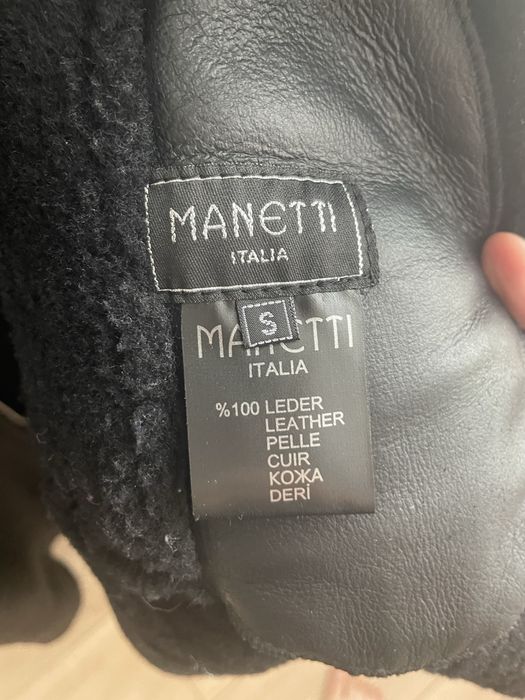 MANETTI
ITALIA
S
MANETTI
ITALIA
%100 LEDER
LEATHER
PELLE
CUIR
КОЖА
DERİ